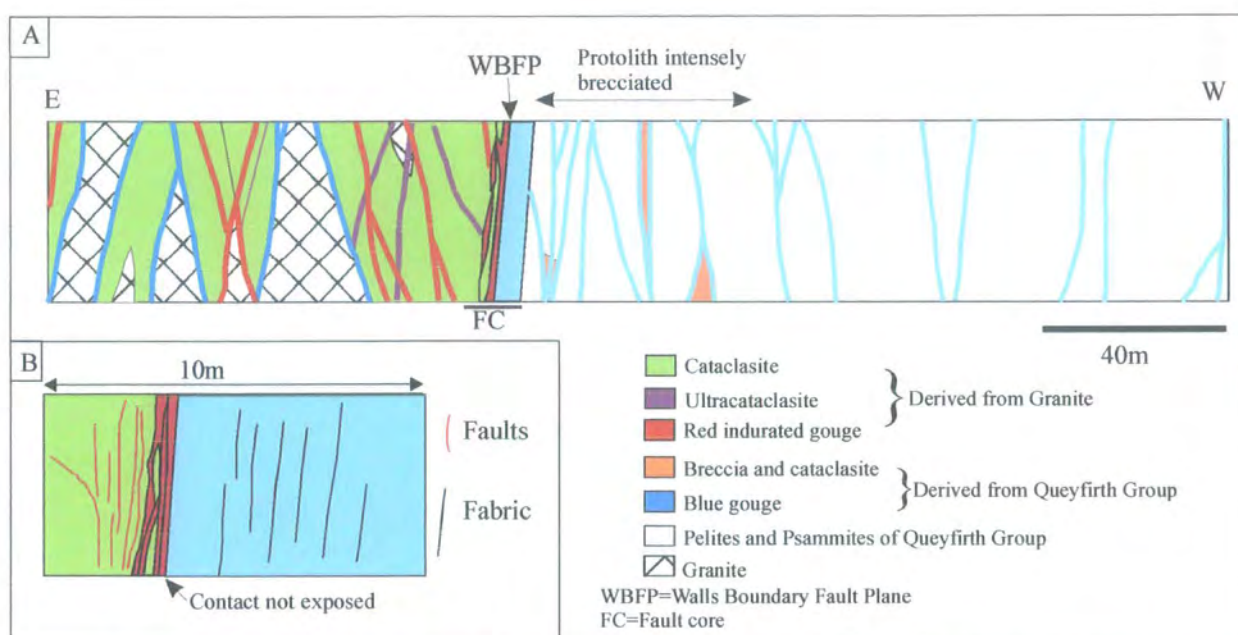 A
WBFP
Protolith intensely
brecciated
E
W
FC
40m
B
10m
Faults
Fabric
Contact not exposed
Cataclasite
Ultracataclasite
Derived from Granite
Red indurated gouge
Breccia and cataclasite
Derived from Queyfirth Group
Blue gouge
Pelites and Psammites of Queyfirth Group
Granite
WBFP=Walls Boundary Fault Plane
FC=Fault core